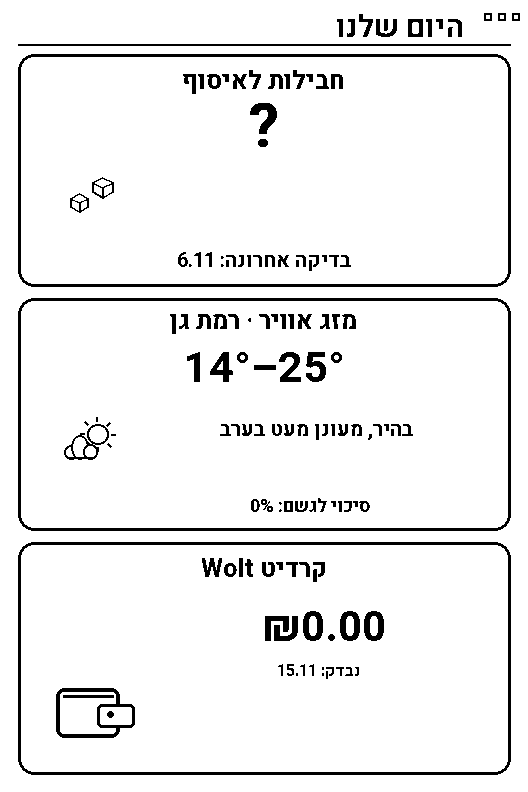 היום שלנו
חבילות לאיסוף
?
בדיקה אחרונה: 6.11
מזג אוויר · רמת גן
14°–25°
בהיר, מעונן מעט בערב
סיכוי לגשם: 0%
קרדיט Wolt
₪0.00
נבדק: 15.11